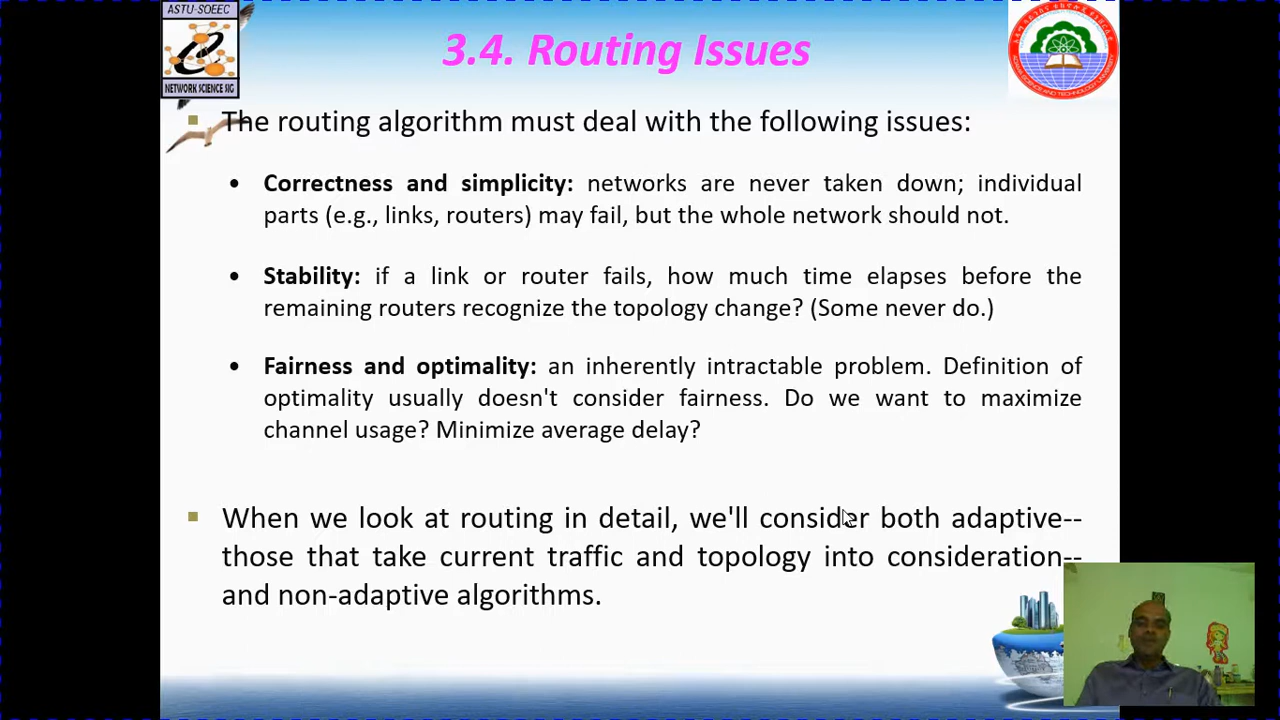 ASTU-SOEEC
NETWORK SCIENCE SIG
3.4. Routing Issues
The routing algorithm must deal with the following issues:
Correctness and simplicity: networks are never taken down; individual
parts (e.g., links, routers) may fail, but the whole network should not.
Stability: if a link or router fails, how much time elapses before the
remaining routers recognize the topology change? (Some never do.)
Fairness and optimality: an inherently intractable problem. Definition of
optimality usually doesn't consider fairness. Do we want to maximize
channel usage? Minimize average delay?
When we look at routing in detail, we'll consider both adaptive--
those that take current traffic and topology into consideration--
and non-adaptive algorithms.